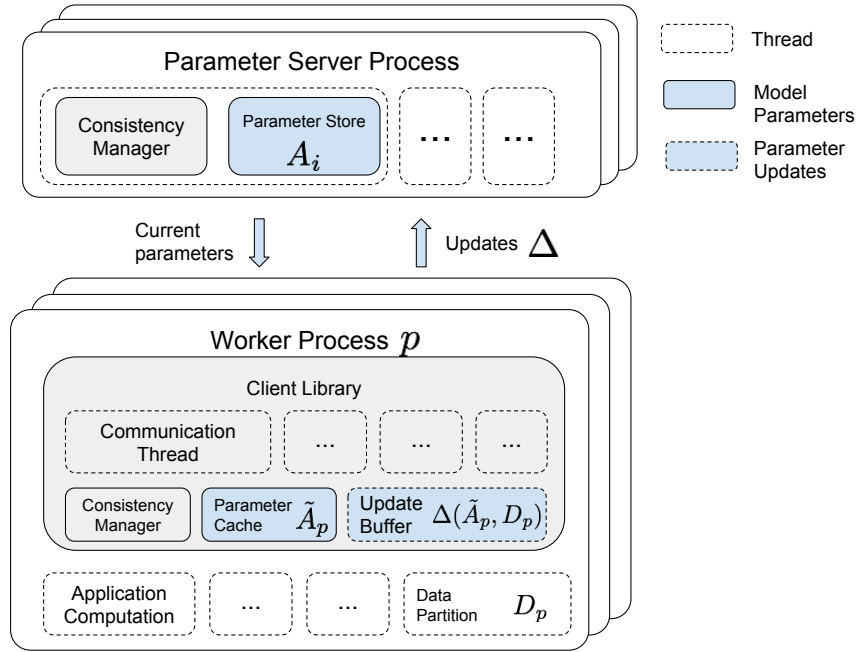 Parameter Server Process
Consistency
Manager
Parameter Store
A_i
...
...
Thread
Model
Parameters
Parameter
Updates
Current
parameters
Updates Δ
Worker Process p
Client Library
Communication
Thread
...
...
...
Consistency
Manager
Parameter
Cache
Ã_p
Update
Buffer
Δ(Ã_p, D_p)
Application
Computation
...
...
Data
Partition
D_p